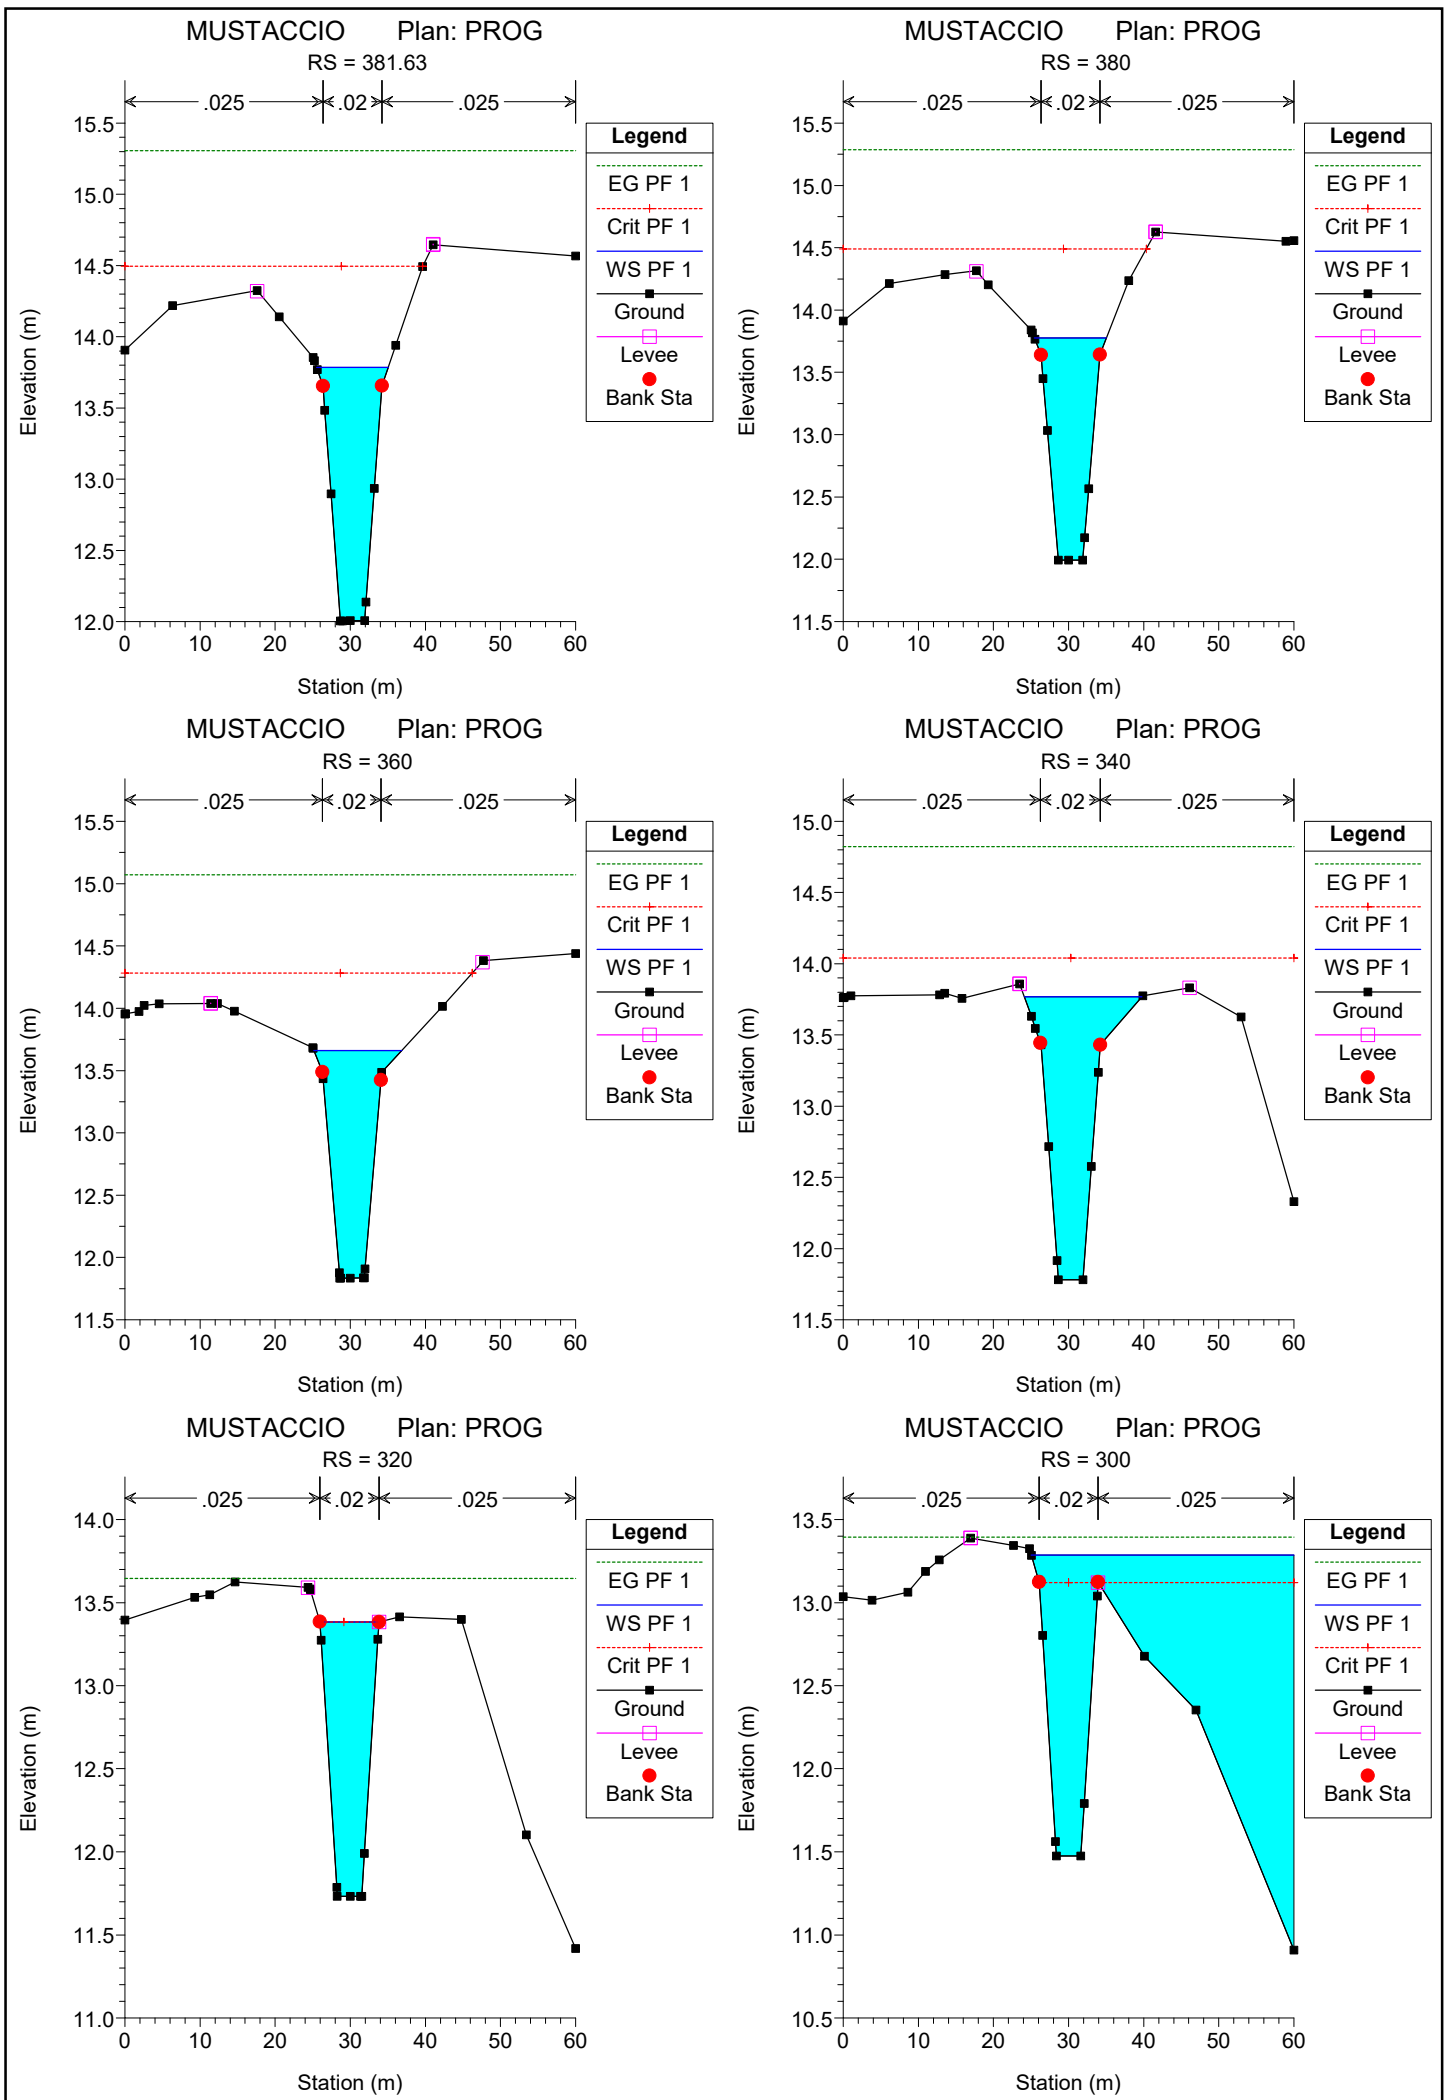 MUSTACCIO Plan: PROG
RS = 381.63
.025 .02 .025
15.5
15.0
14.5
14.0
13.5
13.0
12.5
12.0
0 10 20 30 40 50 60
Station (m)
Elevation (m)
Legend
EG PF 1
Crit PF 1
WS PF 1
Ground
Levee
Bank Sta
MUSTACCIO Plan: PROG
RS = 380
.025 .02 .025
15.5
15.0
14.5
14.0
13.5
13.0
12.5
12.0
11.5
0 10 20 30 40 50 60
Station (m)
Elevation (m)
Legend
EG PF 1
Crit PF 1
WS PF 1
Ground
Levee
Bank Sta
MUSTACCIO Plan: PROG
RS = 360
.025 .02 .025
15.5
15.0
14.5
14.0
13.5
13.0
12.5
12.0
11.5
0 10 20 30 40 50 60
Station (m)
Elevation (m)
Legend
EG PF 1
Crit PF 1
WS PF 1
Ground
Levee
Bank Sta
MUSTACCIO Plan: PROG
RS = 340
.025 .02 .025
15.0
14.5
14.0
13.5
13.0
12.5
12.0
11.5
0 10 20 30 40 50 60
Station (m)
Elevation (m)
Legend
EG PF 1
Crit PF 1
WS PF 1
Ground
Levee
Bank Sta
MUSTACCIO Plan: PROG
RS = 320
.025 .02 .025
14.0
13.5
13.0
12.5
12.0
11.5
11.0
0 10 20 30 40 50 60
Station (m)
Elevation (m)
Legend
EG PF 1
WS PF 1
Crit PF 1
Ground
Levee
Bank Sta
MUSTACCIO Plan: PROG
RS = 300
.025 .02 .025
13.5
13.0
12.5
12.0
11.5
11.0
10.5
0 10 20 30 40 50 60
Station (m)
Elevation (m)
Legend
EG PF 1
WS PF 1
Crit PF 1
Ground
Levee
Bank Sta